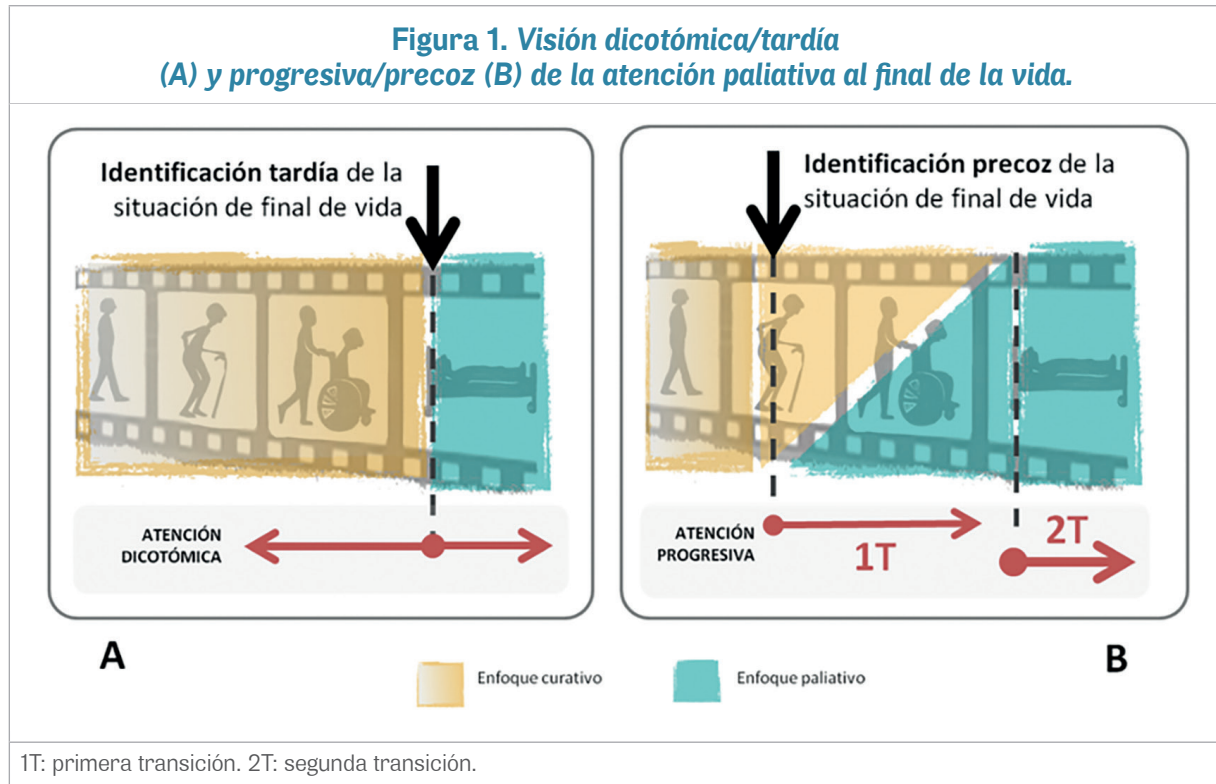 Figura 1. Visión dicotómica/tardía
(A) y progresiva/precoz (B) de la atención paliativa al final de la vida.
Identificación tardía de la
situación de final de vida
ATENCIÓN
DICOTÓMICA
A
Identificación precoz de la
situación de final de vida
ATENCIÓN
PROGRESIVA
1T
2T
B
Enfoque curativo
Enfoque paliativo
1T: primera transición. 2T: segunda transición.